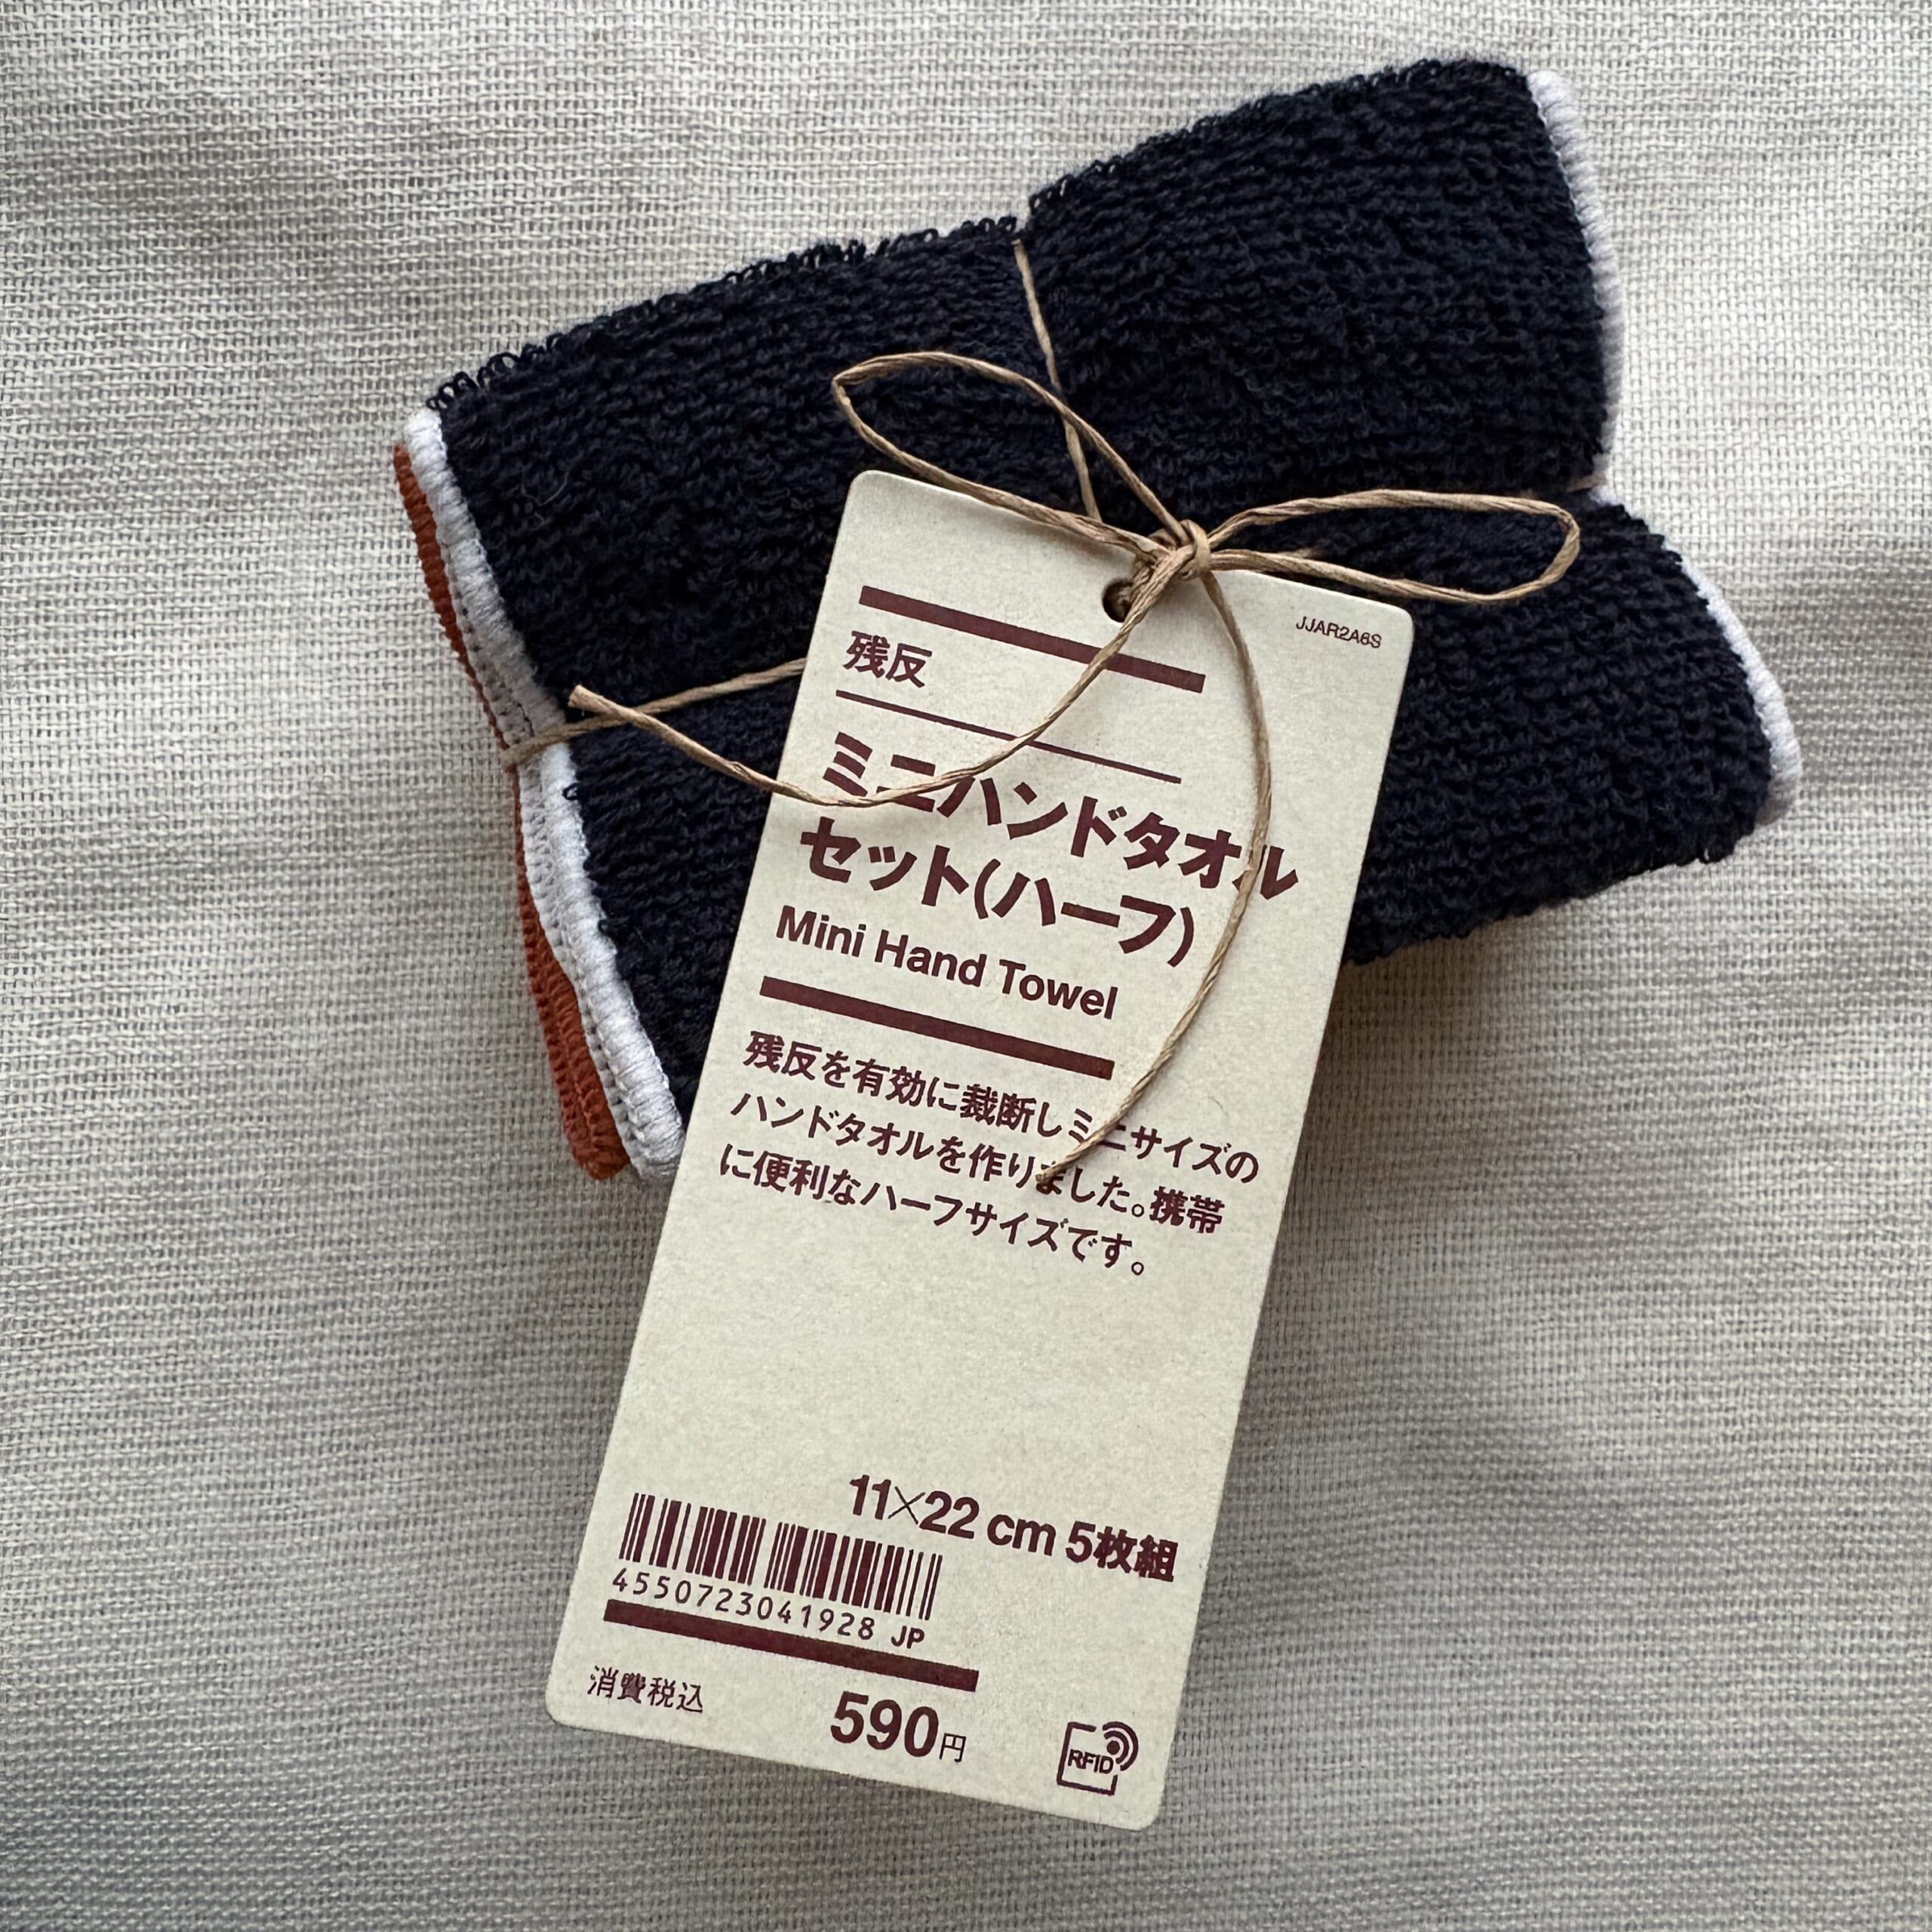 JJAR2A6S
残反
ミニハンドタオル
セット(ハーフ)
Mini Hand Towel
残反を有効に裁断しミニサイズの
ハンドタオルを作りました。携帯
に便利なハーフサイズです。
11×22 cm 5枚組
4550723041928 JP
消費税込 590円
RFID